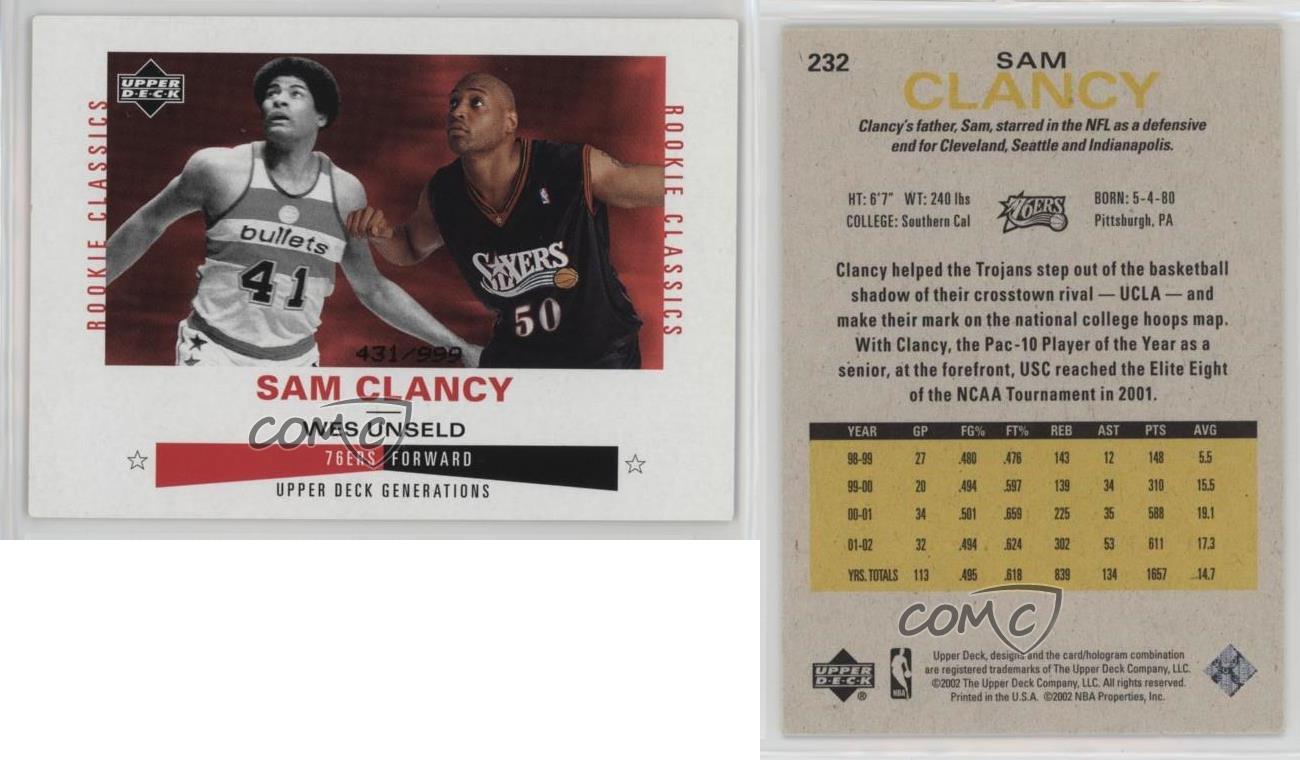 UPPER
D·E·C·K
ROOKIE CLASSICS
ROOKIE CLASSICS
bullets
41
SIXERS
50
431/999
SAM CLANCY
WES UNSELD
COMC
76ERS FORWARD
UPPER DECK GENERATIONS
232
SAM
CLANCY
Clancy's father, Sam, starred in the NFL as a defensive
end for Cleveland, Seattle and Indianapolis.
HT: 6'7" WT: 240 lbs
COLLEGE: Southern Cal
76ERS
BORN: 5-4-80
Pittsburgh, PA
Clancy helped the Trojans step out of the basketball
shadow of their crosstown rival — UCLA — and
make their mark on the national college hoops map.
With Clancy, the Pac-10 Player of the Year as a
senior, at the forefront, USC reached the Elite Eight
of the NCAA Tournament in 2001.
YEAR GP FG% FT% REB AST PTS AVG
98-99 27 .480 .476 143 12 148 5.5
99-00 20 .494 .597 139 34 310 15.5
00-01 34 .501 .659 225 35 588 19.1
01-02 32 .494 .624 302 53 611 17.3
YRS. TOTALS 113 .495 .618 839 134 1657 14.7
COMC
UPPER
D·E·C·K
®
NBA
Upper Deck, designs and the card/hologram combination
are registered trademarks of The Upper Deck Company, LLC.
©2002 The Upper Deck Company, LLC. All rights reserved.
Printed in the U.S.A. ©2002 NBA Properties, Inc.